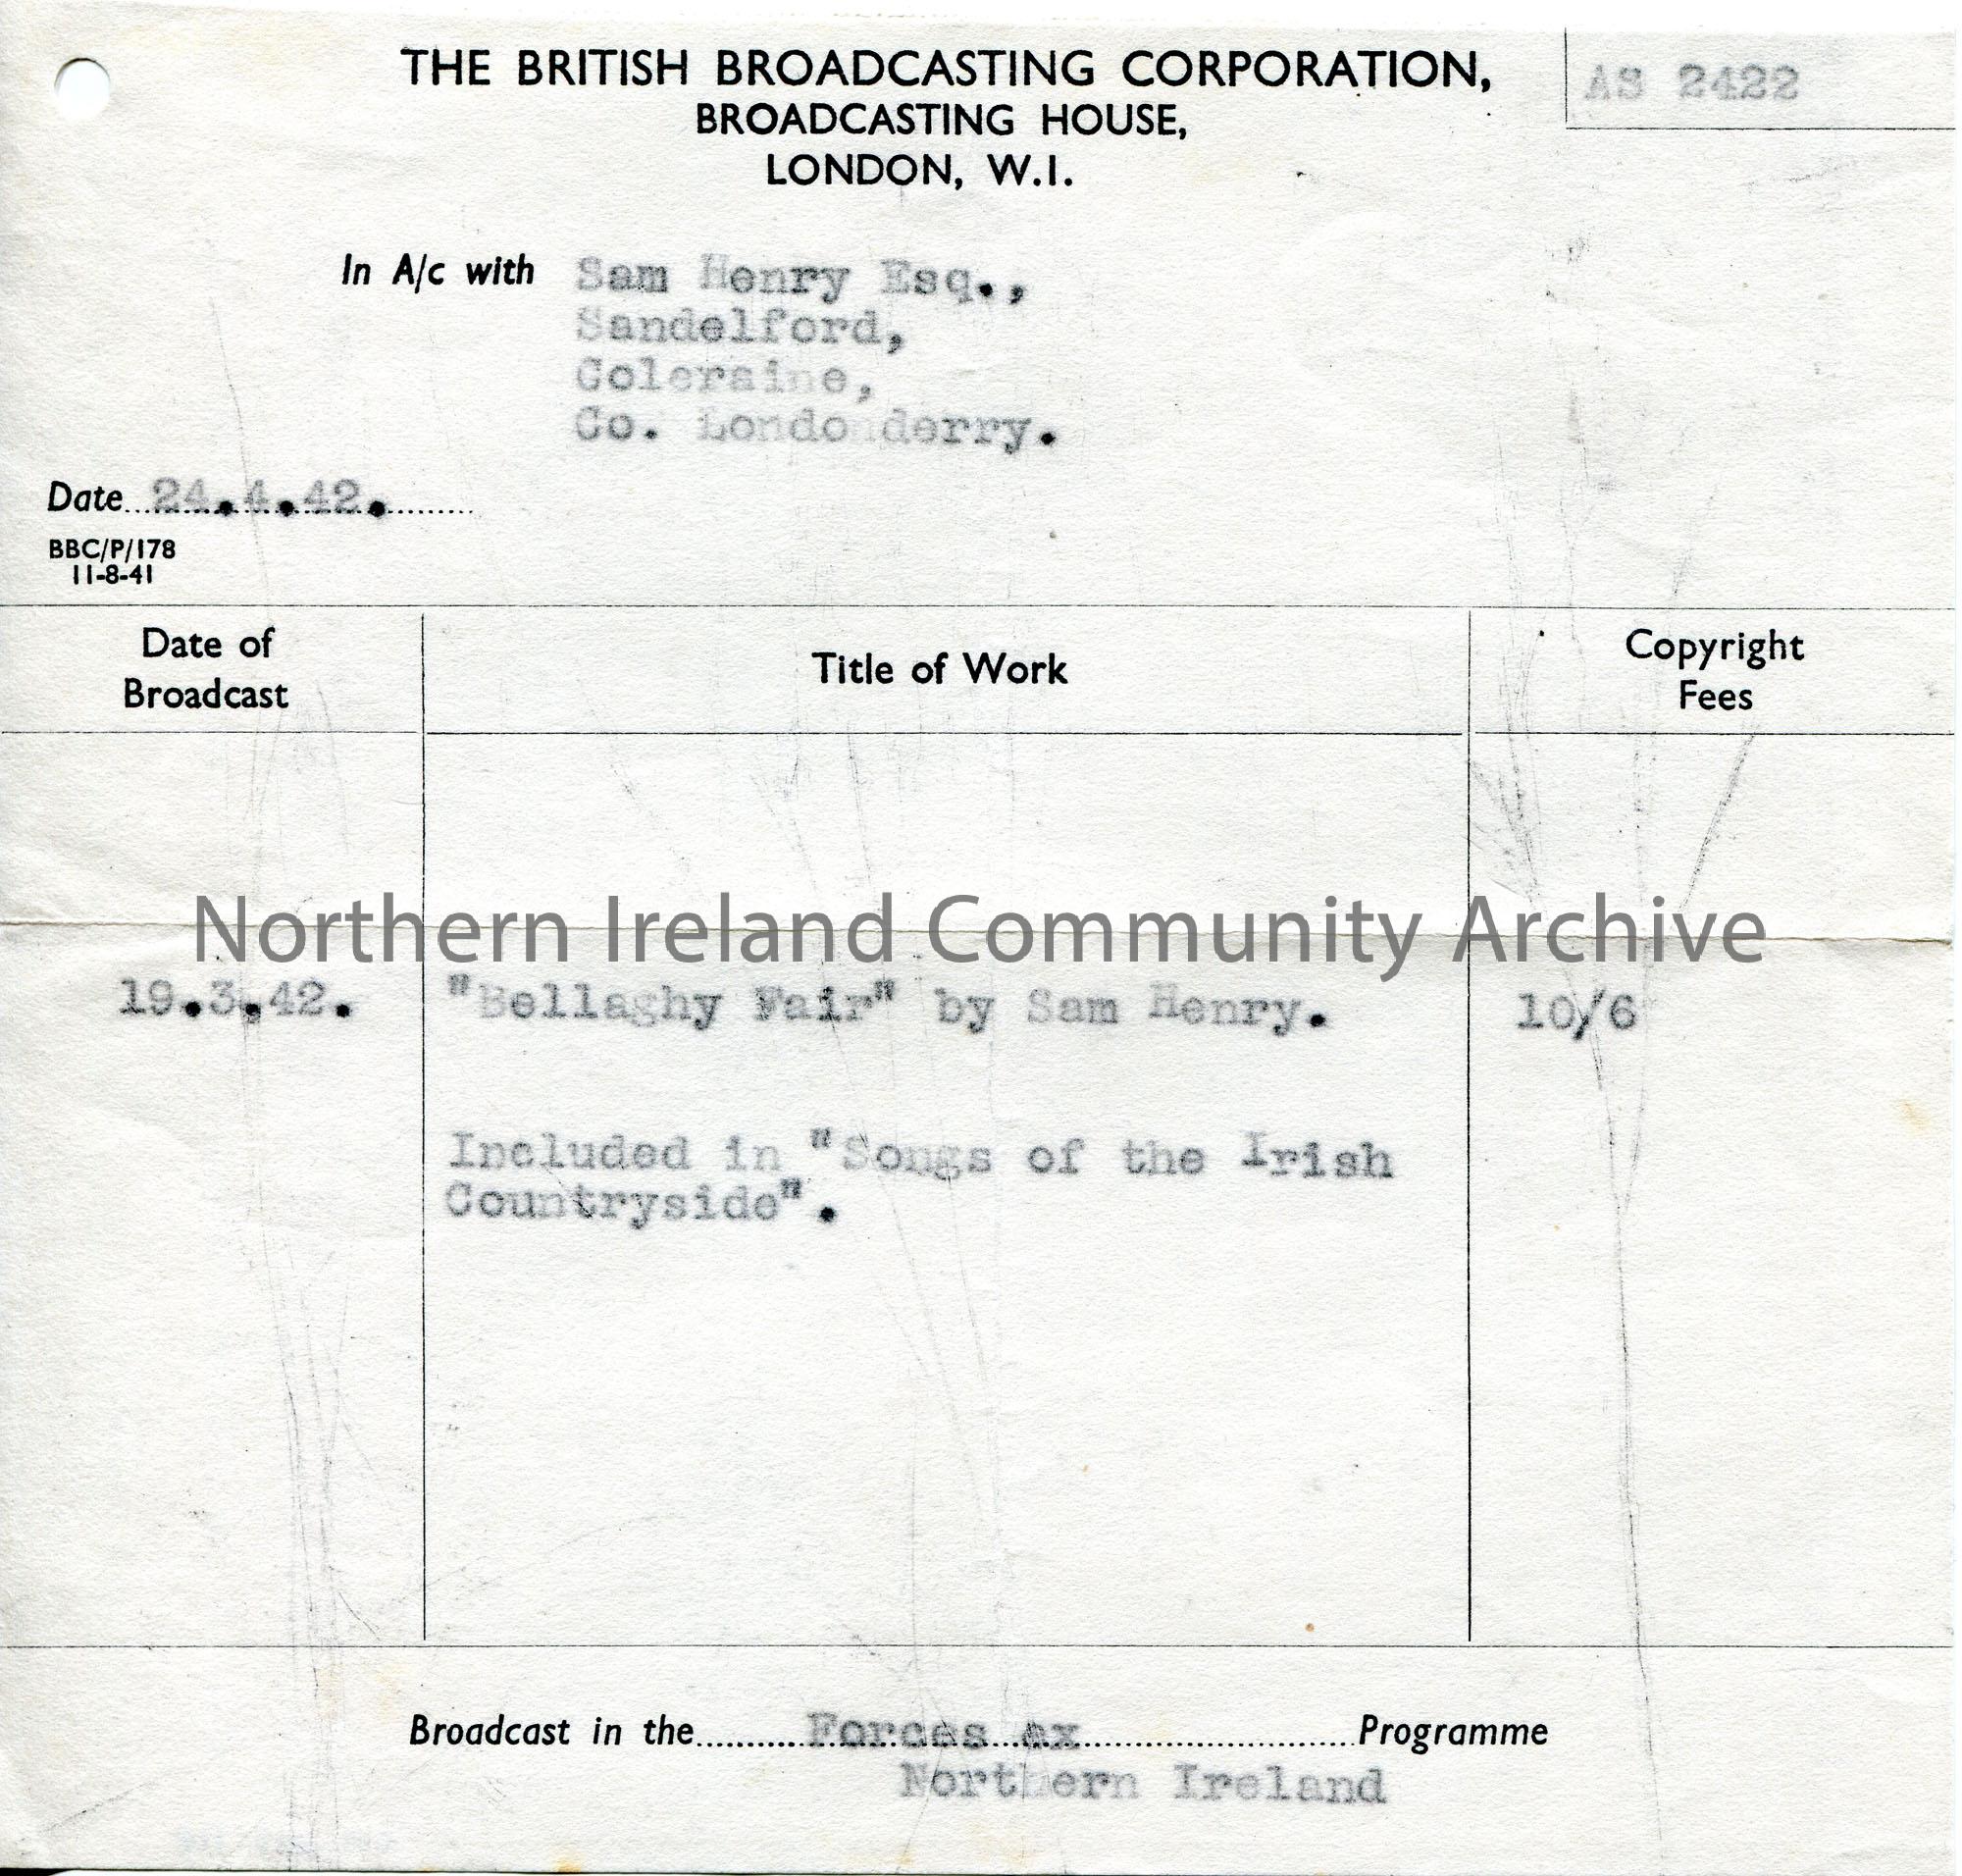 THE BRITISH BROADCASTING CORPORATION,
BROADCASTING HOUSE,
LONDON, W.I.
AS 2422
In A/c with Sam Henry Esq.,
Sandelford,
Coleraine,
Co. Londonderry.
Date 24.4.42.
BBC/P/178
11-8-41
Date of
Broadcast
Title of Work
Copyright
Fees
Northern Ireland Community Archive
19.3.42. "Bellaghy Fair" by Sam Henry. 10/6
Included in "Songs of the Irish
Countryside".
Broadcast in the Forces ex Programme
Northern Ireland